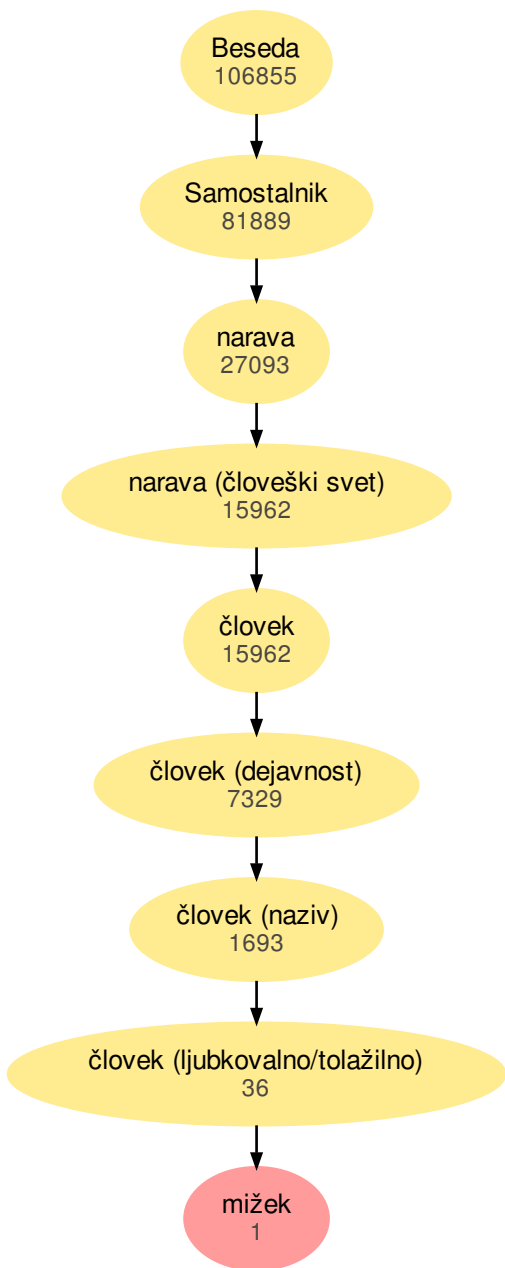 Beseda
106855
Samostalnik
81889
narava
27093
narava (človeški svet)
15962
človek
15962
človek (dejavnost)
7329
človek (naziv)
1693
človek (ljubkovalno/tolažilno)
36
mižek
1